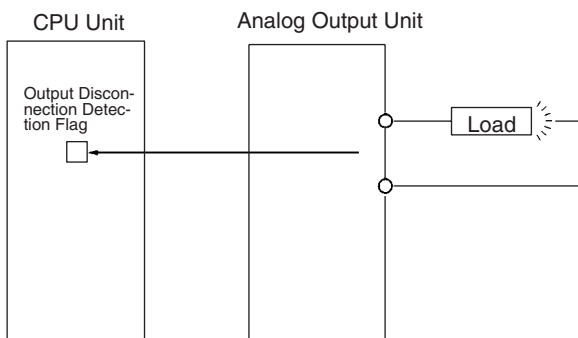 CPU Unit
Analog Output Unit
Output Discon-
nection Detec-
tion Flag
Load